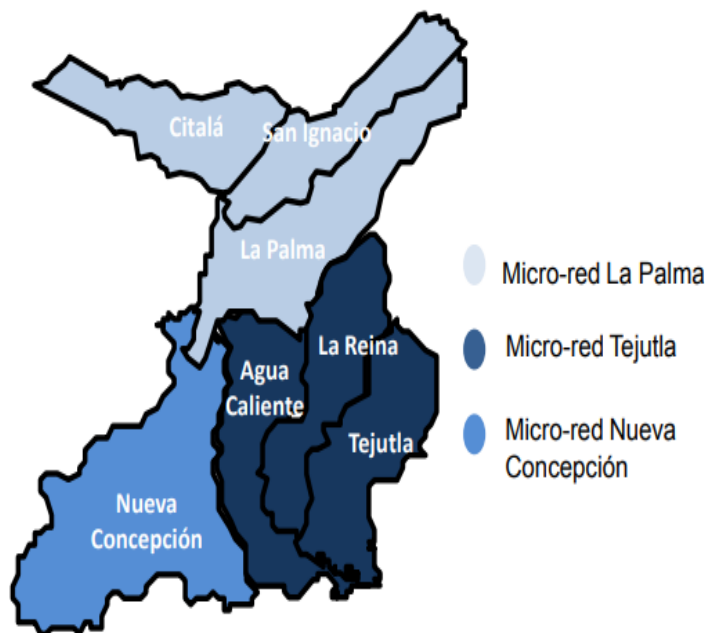 Citalá
San Ignacio
La Palma
Micro-red La Palma
La Reina
Micro-red Tejutla
Agua
Caliente
Tejutla
Micro-red Nueva
Concepción
Nueva
Concepción